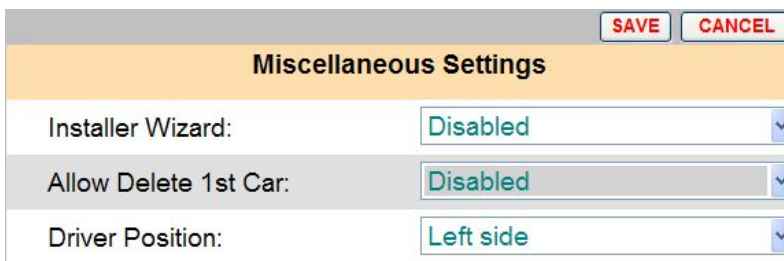 SAVE CANCEL
Miscellaneous Settings
Installer Wizard: Disabled
Allow Delete 1st Car: Disabled
Driver Position: Left side